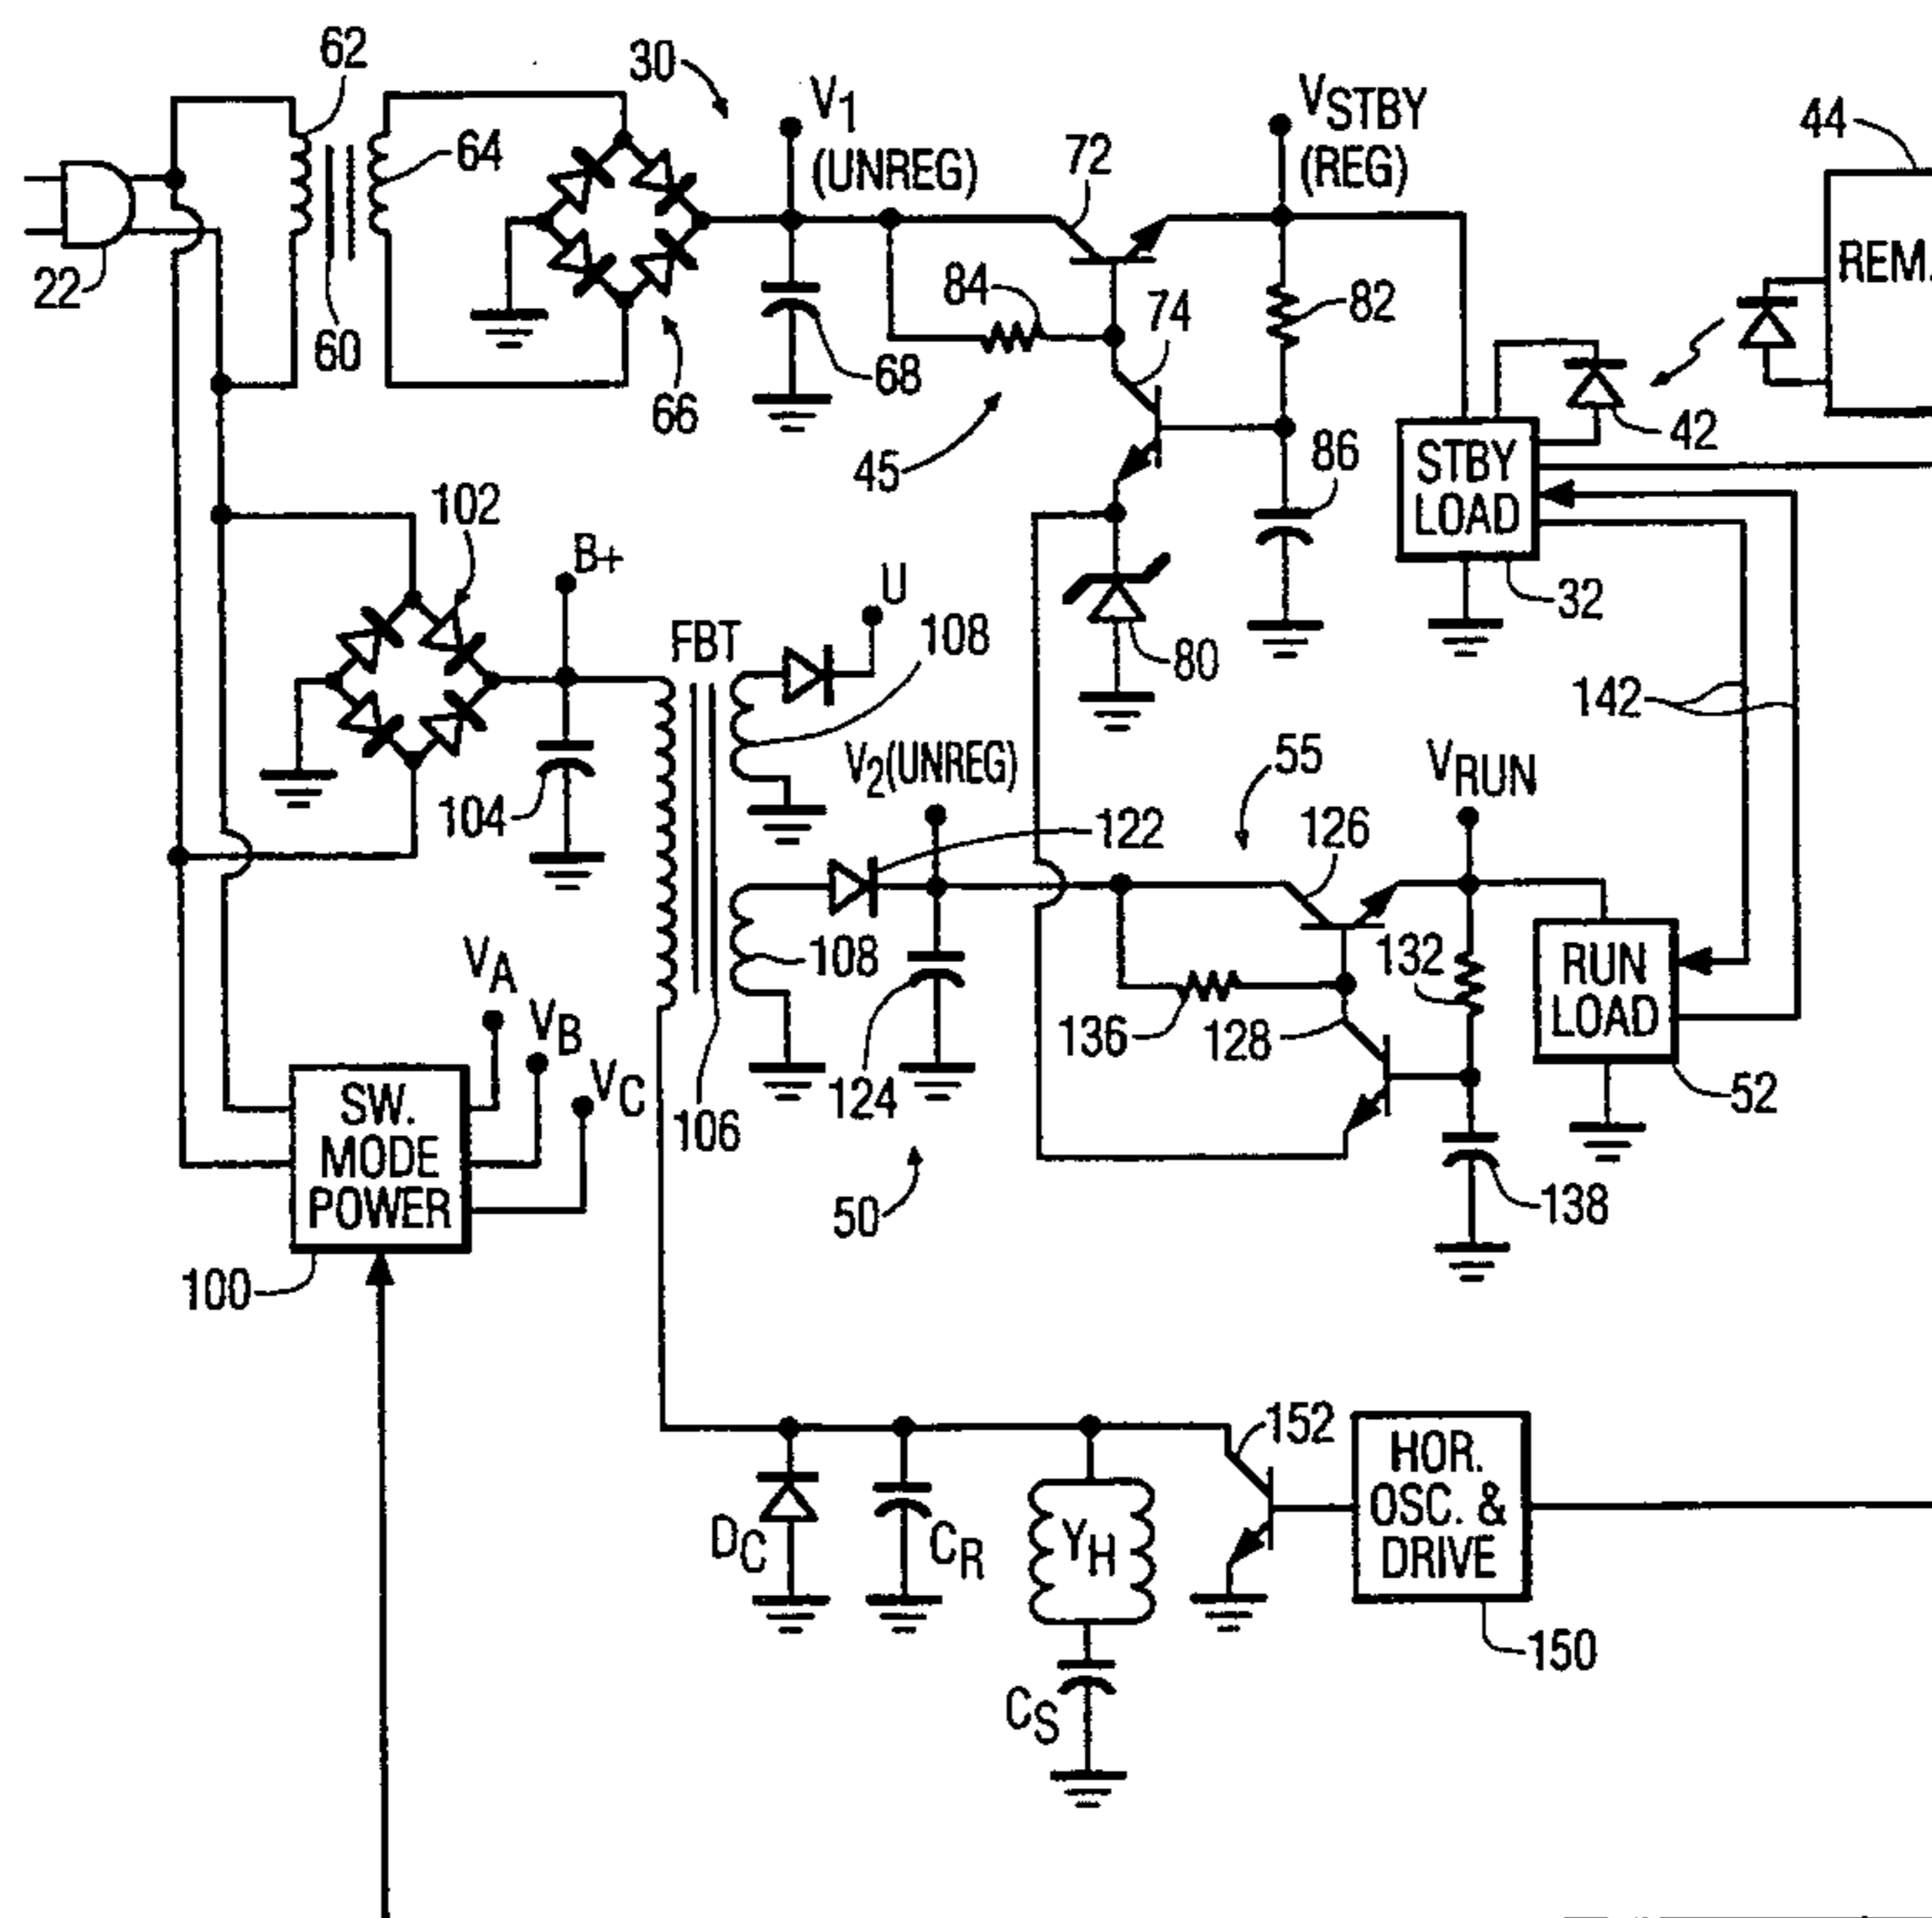 62
30
V1
(UNREG)
VSTBY
(REG)
44
64
72
REM.
22
60
84
74
82
68
66
45
86
42
STBY
LOAD
102
B+
U
32
FBT
108
80
142
V2(UNREG)
55
VRUN
104
122
126
108
132
RUN
LOAD
VA
VB
VC
136
128
124
106
52
SW.
MODE
POWER
50
138
100
152
HOR.
OSC. &
DRIVE
DC
CR
YH
150
CS